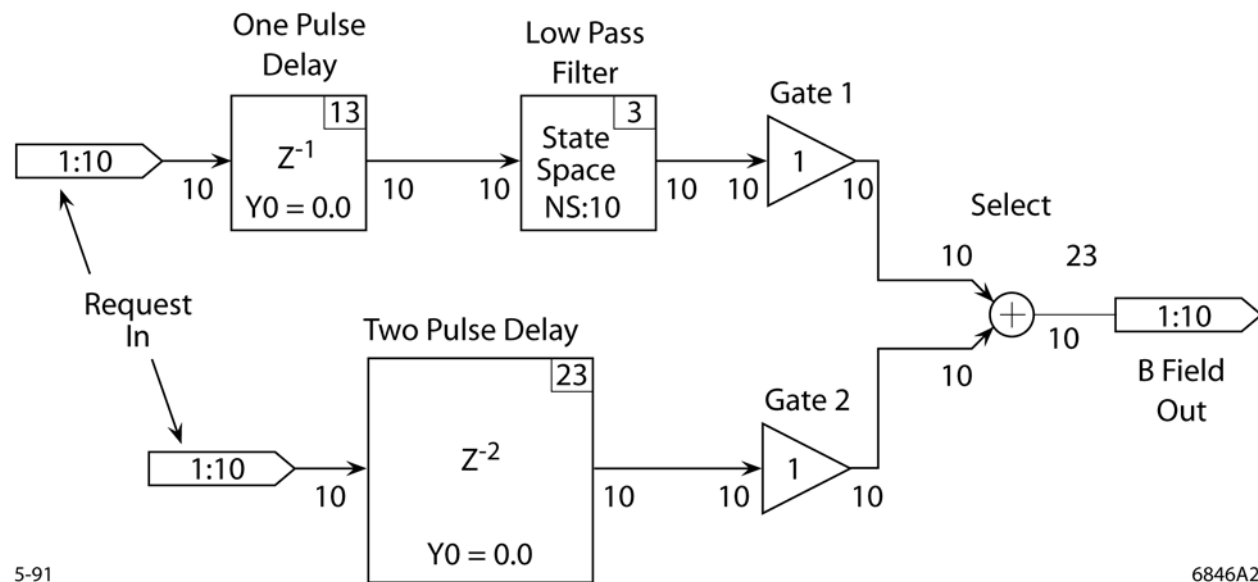 One Pulse
Delay
Low Pass
Filter
Gate 1
13
3
1:10
10
Z-1
Y0 = 0.0
10
10
State
Space
NS:10
10
10
1
10
Select
10
23
Request
In
Two Pulse Delay
1:10
10
B Field
Out
10
23
Gate 2
1:10
10
Z-2
Y0 = 0.0
10
10
1
10
5-91
6846A2